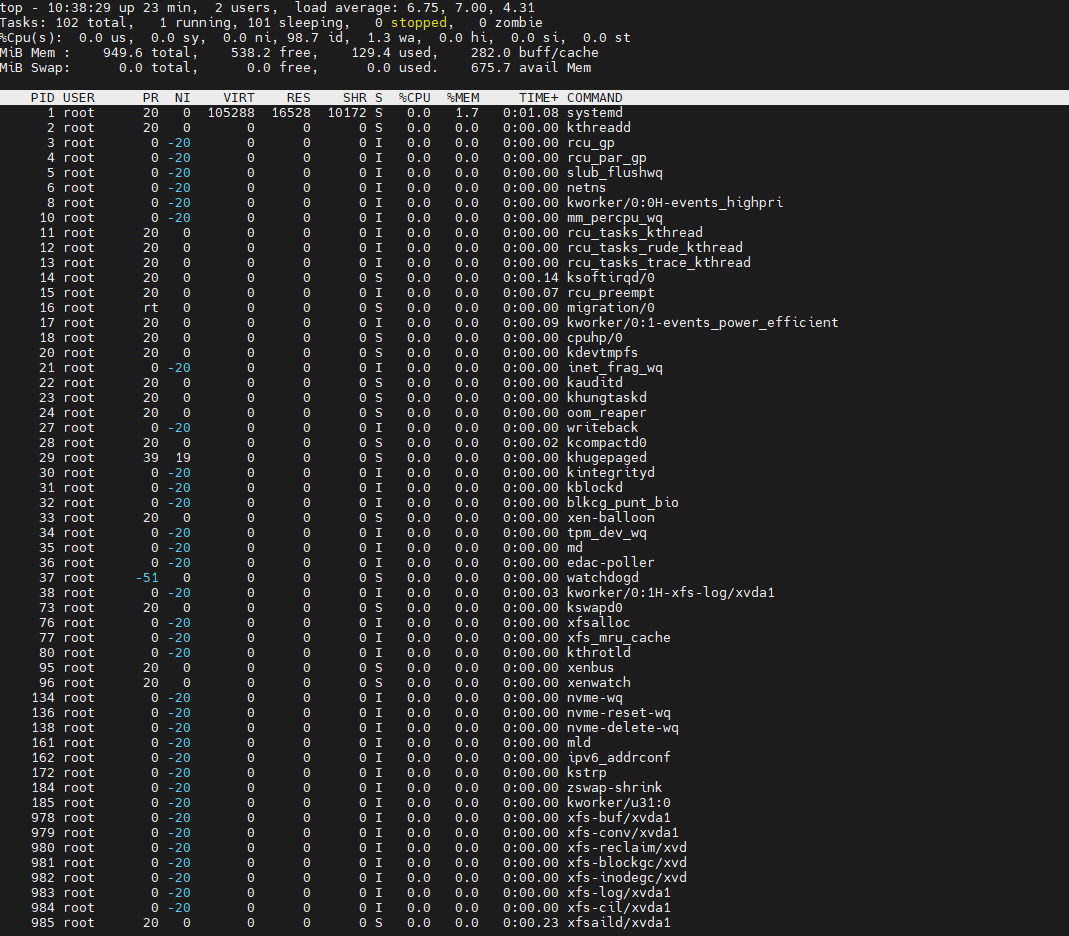 top - 10:38:29 up 23 min,  2 users,  load average: 6.75, 7.00, 4.31
Tasks: 102 total,   1 running, 101 sleeping,   0 stopped,   0 zombie
%Cpu(s):  0.0 us,  0.0 sy,  0.0 ni, 98.7 id,  1.3 wa,  0.0 hi,  0.0 si,  0.0 st
MiB Mem :    949.6 total,    538.2 free,    129.4 used,    282.0 buff/cache
MiB Swap:      0.0 total,      0.0 free,      0.0 used.    675.7 avail Mem
PID USER      PR  NI    VIRT    RES    SHR S  %CPU  %MEM     TIME+ COMMAND
1 root      20   0  105288  16528  10172 S   0.0   1.7   0:01.08 systemd
2 root      20   0       0      0      0 S   0.0   0.0   0:00.00 kthreadd
3 root       0 -20       0      0      0 I   0.0   0.0   0:00.00 rcu_gp
4 root       0 -20       0      0      0 I   0.0   0.0   0:00.00 rcu_par_gp
5 root       0 -20       0      0      0 I   0.0   0.0   0:00.00 slub_flushwq
6 root       0 -20       0      0      0 I   0.0   0.0   0:00.00 netns
8 root       0 -20       0      0      0 I   0.0   0.0   0:00.00 kworker/0:0H-events_highpri
10 root       0 -20       0      0      0 I   0.0   0.0   0:00.00 mm_percpu_wq
11 root      20   0       0      0      0 I   0.0   0.0   0:00.00 rcu_tasks_kthread
12 root      20   0       0      0      0 I   0.0   0.0   0:00.00 rcu_tasks_rude_kthread
13 root      20   0       0      0      0 I   0.0   0.0   0:00.00 rcu_tasks_trace_kthread
14 root      20   0       0      0      0 S   0.0   0.0   0:00.14 ksoftirqd/0
15 root      20   0       0      0      0 I   0.0   0.0   0:00.07 rcu_preempt
16 root      rt   0       0      0      0 S   0.0   0.0   0:00.00 migration/0
17 root      20   0       0      0      0 I   0.0   0.0   0:00.09 kworker/0:1-events_power_efficient
18 root      20   0       0      0      0 S   0.0   0.0   0:00.00 cpuhp/0
20 root      20   0       0      0      0 S   0.0   0.0   0:00.00 kdevtmpfs
21 root       0 -20       0      0      0 I   0.0   0.0   0:00.00 inet_frag_wq
22 root      20   0       0      0      0 S   0.0   0.0   0:00.00 kauditd
23 root      20   0       0      0      0 S   0.0   0.0   0:00.00 khungtaskd
24 root      20   0       0      0      0 S   0.0   0.0   0:00.00 oom_reaper
27 root       0 -20       0      0      0 I   0.0   0.0   0:00.00 writeback
28 root      20   0       0      0      0 S   0.0   0.0   0:00.02 kcompactd0
29 root      39  19       0      0      0 S   0.0   0.0   0:00.00 khugepaged
30 root       0 -20       0      0      0 I   0.0   0.0   0:00.00 kintegrityd
31 root       0 -20       0      0      0 I   0.0   0.0   0:00.00 kblockd
32 root       0 -20       0      0      0 I   0.0   0.0   0:00.00 blkcg_punt_bio
33 root      20   0       0      0      0 S   0.0   0.0   0:00.00 xen-balloon
34 root       0 -20       0      0      0 I   0.0   0.0   0:00.00 tpm_dev_wq
35 root       0 -20       0      0      0 I   0.0   0.0   0:00.00 md
36 root       0 -20       0      0      0 I   0.0   0.0   0:00.00 edac-poller
37 root     -51   0       0      0      0 S   0.0   0.0   0:00.00 watchdogd
38 root       0 -20       0      0      0 I   0.0   0.0   0:00.03 kworker/0:1H-xfs-log/xvda1
73 root      20   0       0      0      0 S   0.0   0.0   0:00.00 kswapd0
76 root       0 -20       0      0      0 I   0.0   0.0   0:00.00 xfsalloc
77 root       0 -20       0      0      0 I   0.0   0.0   0:00.00 xfs_mru_cache
80 root       0 -20       0      0      0 I   0.0   0.0   0:00.00 kthrotld
95 root      20   0       0      0      0 S   0.0   0.0   0:00.00 xenbus
96 root      20   0       0      0      0 S   0.0   0.0   0:00.00 xenwatch
134 root       0 -20       0      0      0 I   0.0   0.0   0:00.00 nvme-wq
136 root       0 -20       0      0      0 I   0.0   0.0   0:00.00 nvme-reset-wq
138 root       0 -20       0      0      0 I   0.0   0.0   0:00.00 nvme-delete-wq
161 root       0 -20       0      0      0 I   0.0   0.0   0:00.00 mld
162 root       0 -20       0      0      0 I   0.0   0.0   0:00.00 ipv6_addrconf
172 root       0 -20       0      0      0 I   0.0   0.0   0:00.00 kstrp
184 root       0 -20       0      0      0 I   0.0   0.0   0:00.00 zswap-shrink
185 root       0 -20       0      0      0 I   0.0   0.0   0:00.00 kworker/u31:0
978 root       0 -20       0      0      0 I   0.0   0.0   0:00.00 xfs-buf/xvda1
979 root       0 -20       0      0      0 I   0.0   0.0   0:00.00 xfs-conv/xvda1
980 root       0 -20       0      0      0 I   0.0   0.0   0:00.00 xfs-reclaim/xvd
981 root       0 -20       0      0      0 I   0.0   0.0   0:00.00 xfs-blockgc/xvd
982 root       0 -20       0      0      0 I   0.0   0.0   0:00.00 xfs-inodegc/xvd
983 root       0 -20       0      0      0 I   0.0   0.0   0:00.00 xfs-log/xvda1
984 root       0 -20       0      0      0 I   0.0   0.0   0:00.00 xfs-cil/xvda1
985 root      20   0       0      0      0 S   0.0   0.0   0:00.23 xfsaild/xvda1